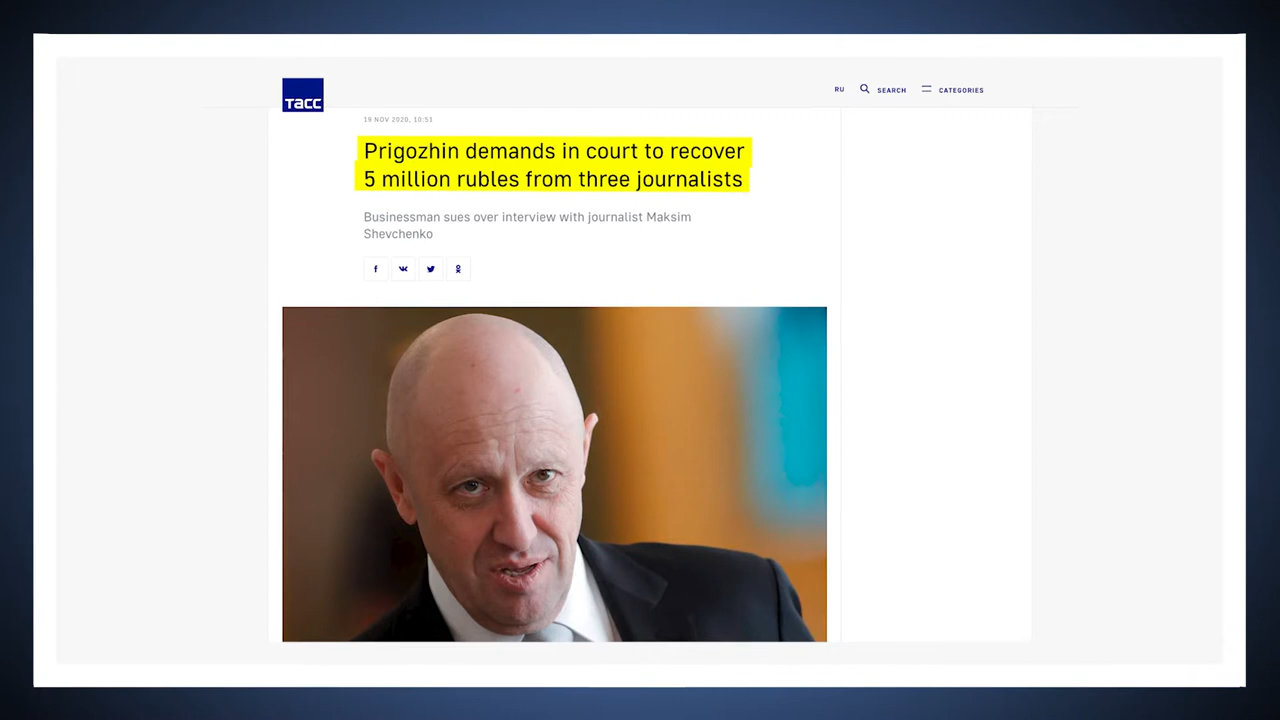 тасс
RU
SEARCH
CATEGORIES
19 NOV 2020, 10:51
Prigozhin demands in court to recover
5 million rubles from three journalists
Businessman sues over interview with journalist Maksim
Shevchenko